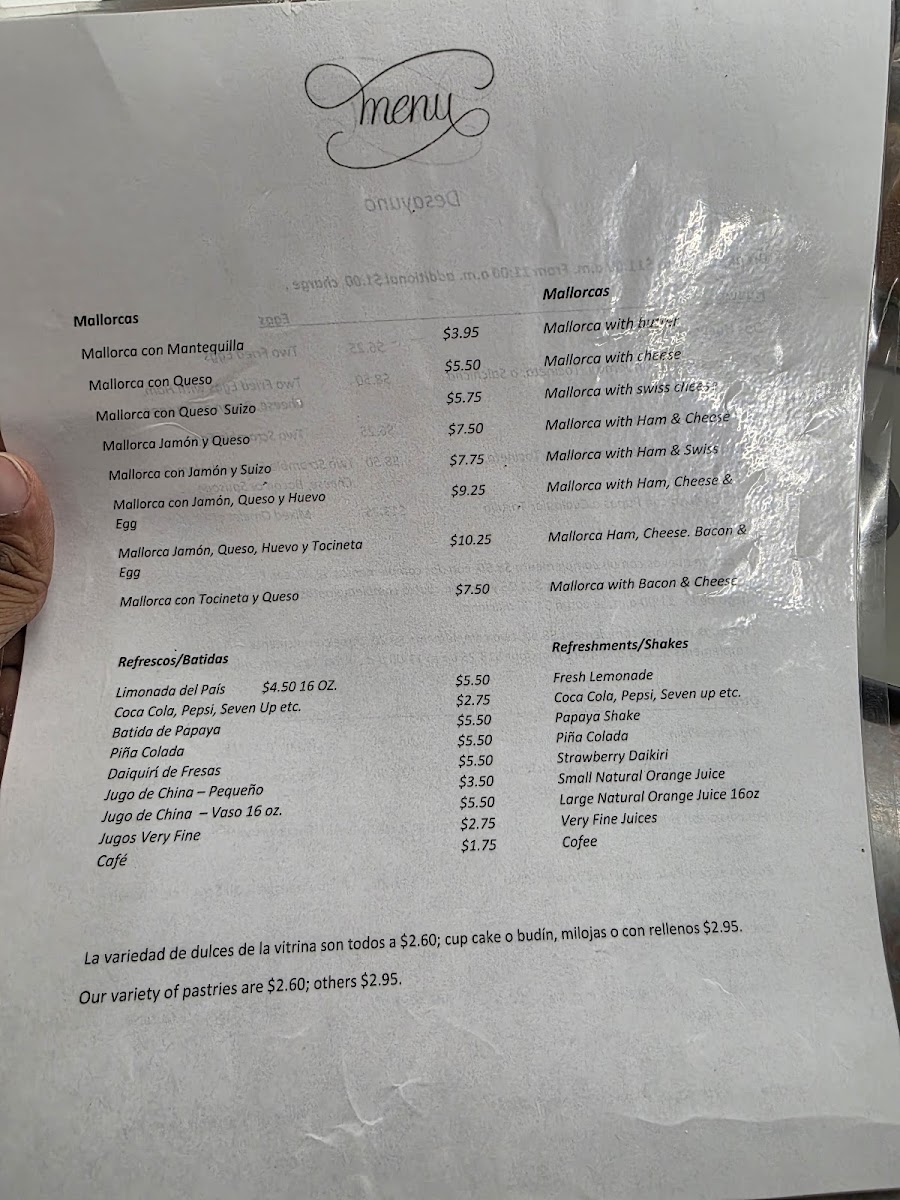 menu
Desayuno
Mallorcas Mallorcas
Mallorca con Mantequilla $3.95 Mallorca with butter
Mallorca con Queso $5.50 Mallorca with cheese
Mallorca con Queso Suizo $5.75 Mallorca with swiss cheese
Mallorca Jamón y Queso $7.50 Mallorca with Ham & Cheese
Mallorca con Jamón y Suizo $7.75 Mallorca with Ham & Swiss
Mallorca con Jamón, Queso y Huevo $9.25 Mallorca with Ham, Cheese &
Egg
Mallorca Jamón, Queso, Huevo y Tocineta $10.25 Mallorca Ham, Cheese. Bacon &
Egg
Mallorca con Tocineta y Queso $7.50 Mallorca with Bacon & Cheese
Refrescos/Batidas Refreshments/Shakes
Limonada del País $4.50 16 OZ. $5.50 Fresh Lemonade
Coca Cola, Pepsi, Seven Up etc. $2.75 Coca Cola, Pepsi, Seven up etc.
Batida de Papaya $5.50 Papaya Shake
Piña Colada $5.50 Piña Colada
Daiquirí de Fresas $5.50 Strawberry Daikiri
Jugo de China – Pequeño $3.50 Small Natural Orange Juice
Jugo de China – Vaso 16 oz. $5.50 Large Natural Orange Juice 16oz
Jugos Very Fine $2.75 Very Fine Juices
Café $1.75 Cofee
La variedad de dulces de la vitrina son todos a $2.60; cup cake o budín, milojas o con rellenos $2.95.
Our variety of pastries are $2.60; others $2.95.